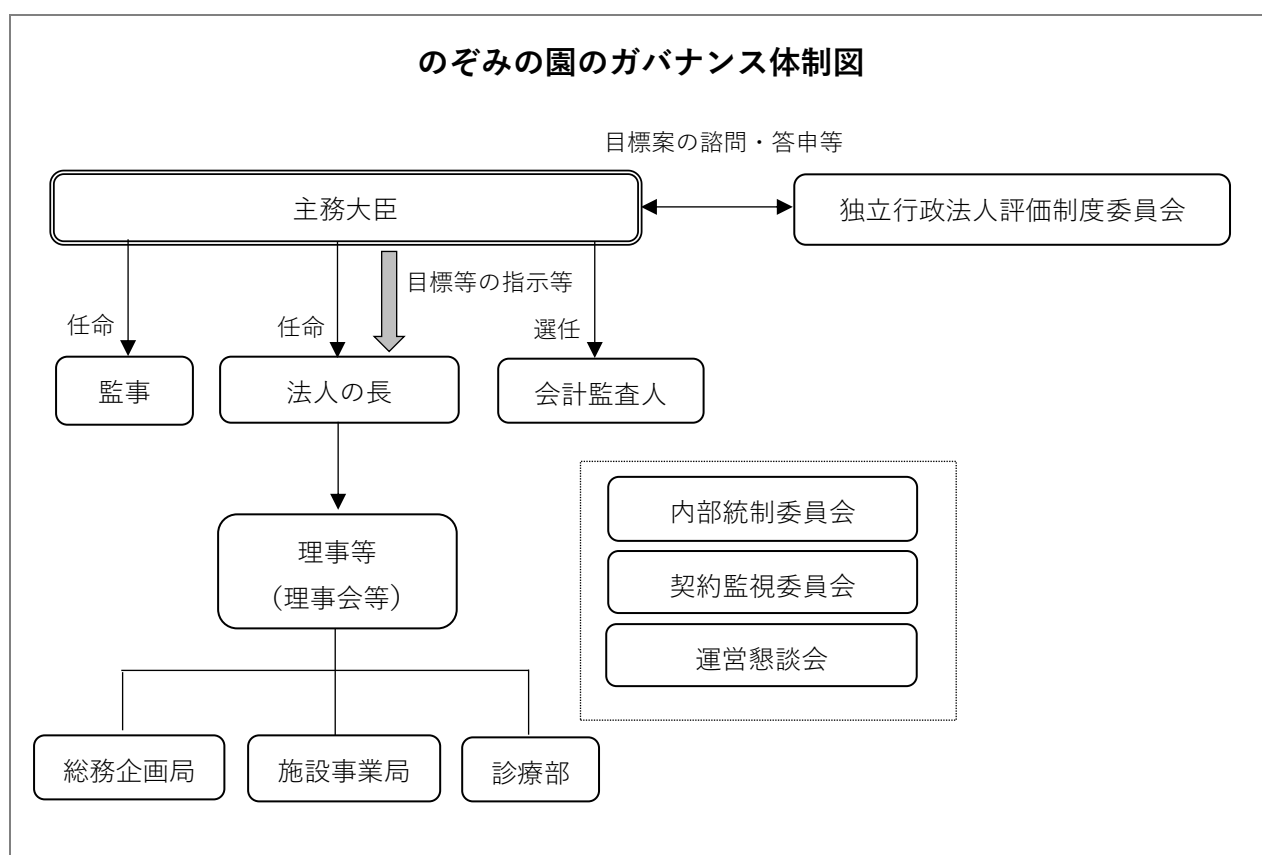 のぞみの園のガバナンス体制図
目標案の諮問・答申等
主務大臣
独立行政法人評価制度委員会
目標等の指示等
任命
任命
選任
監事
法人の長
会計監査人
内部統制委員会
理事等
（理事会等）
契約監視委員会
運営懇談会
総務企画局
施設事業局
診療部